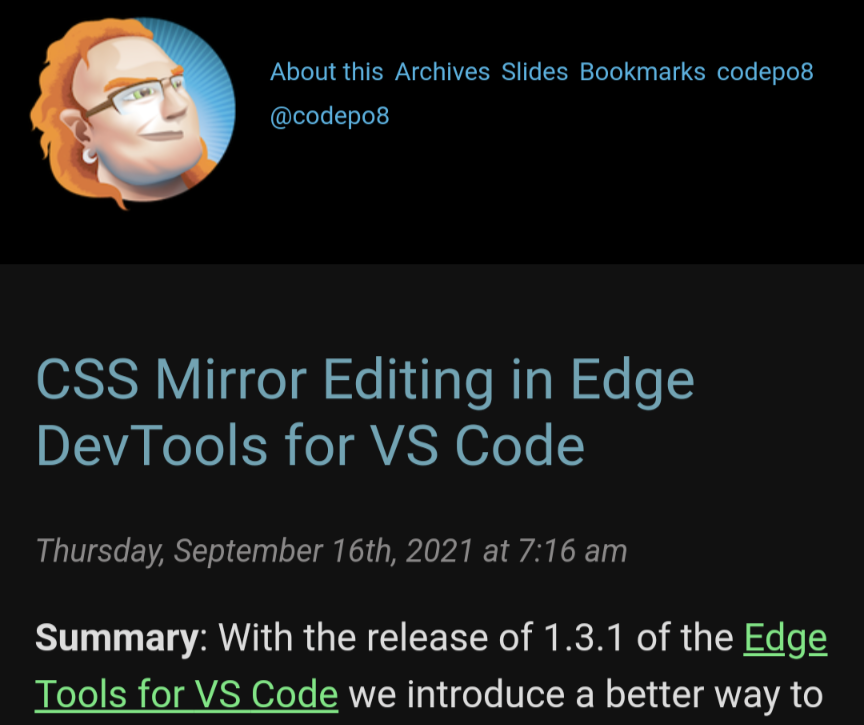 About this Archives Slides Bookmarks codepo8
@codepo8
CSS Mirror Editing in Edge
DevTools for VS Code
Thursday, September 16th, 2021 at 7:16 am
Summary: With the release of 1.3.1 of the Edge
Tools for VS Code we introduce a better way to